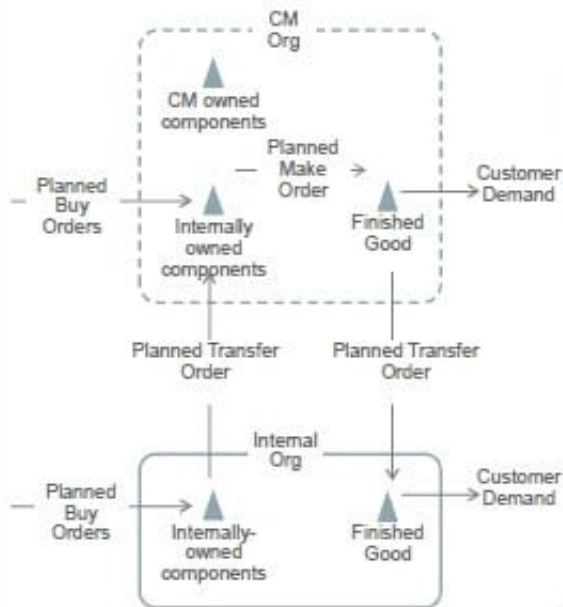 CM
Org
CM owned
components
Planned
Make
Order
Customer
Demand
Planned
Buy
Orders
Internally
owned
components
Finished
Good
Planned Transfer
Order
Planned Transfer
Order
Internal
Org
Customer
Demand
Planned
Buy
Orders
Internally-
owned
components
Finished
Good